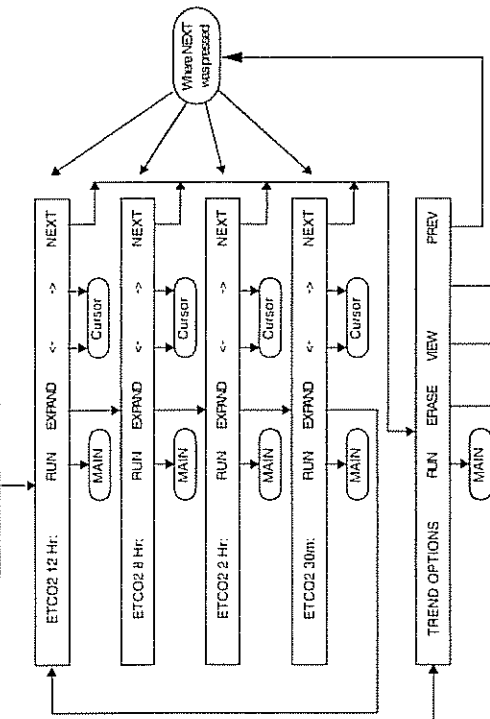 Where NEXT
was pressed
ETCO2 12 Hr: RUN EXPAND <- -> NEXT
MAIN Cursor
ETCO2 8 Hr: RUN EXPAND <- -> NEXT
MAIN Cursor
ETCO2 2 Hr: RUN EXPAND <- -> NEXT
MAIN Cursor
ETCO2 30m: RUN EXPAND <- -> NEXT
MAIN Cursor
TREND OPTIONS RUN ERASE VIEW PREV
MAIN